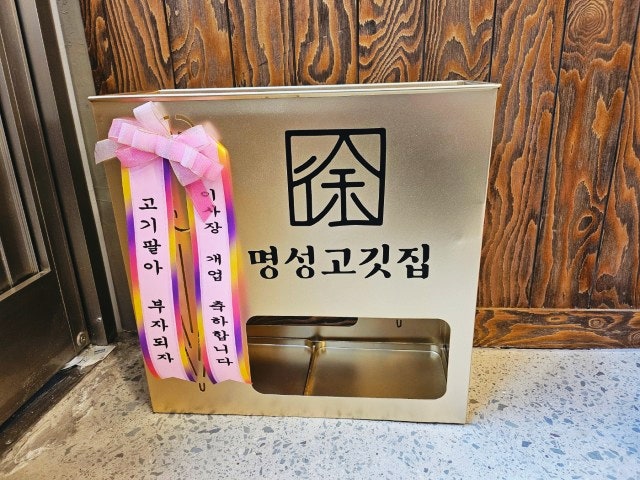 徐
명성고깃집
고기팔아 부자되자
이사장 개업 축하합니다